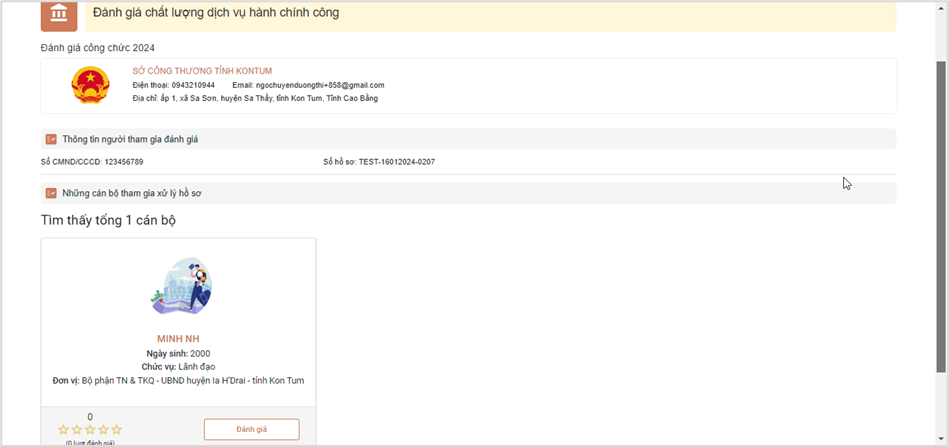 Đánh giá chất lượng dịch vụ hành chính công
Đánh giá công chức 2024
SỞ CÔNG THƯƠNG TỈNH KONTUM
Điện thoại: 0943210944 Email: ngochuyenduongthi+858@gmail.com
Địa chỉ: ấp 1, xã Sa Sơn, huyện Sa Thầy, tỉnh Kon Tum, Tỉnh Cao Bằng
Thông tin người tham gia đánh giá
Số CMND/CCCD: 123456789 Số hồ sơ: TEST-16012024-0207
Những cán bộ tham gia xử lý hồ sơ
Tìm thấy tổng 1 cán bộ
MINH NH
Ngày sinh: 2000
Chức vụ: Lãnh đạo
Đơn vị: Bộ phận TN & TKQ - UBND huyện Ia H'Drai - tỉnh Kon Tum
0
Đánh giá
(0 lượt đánh giá)